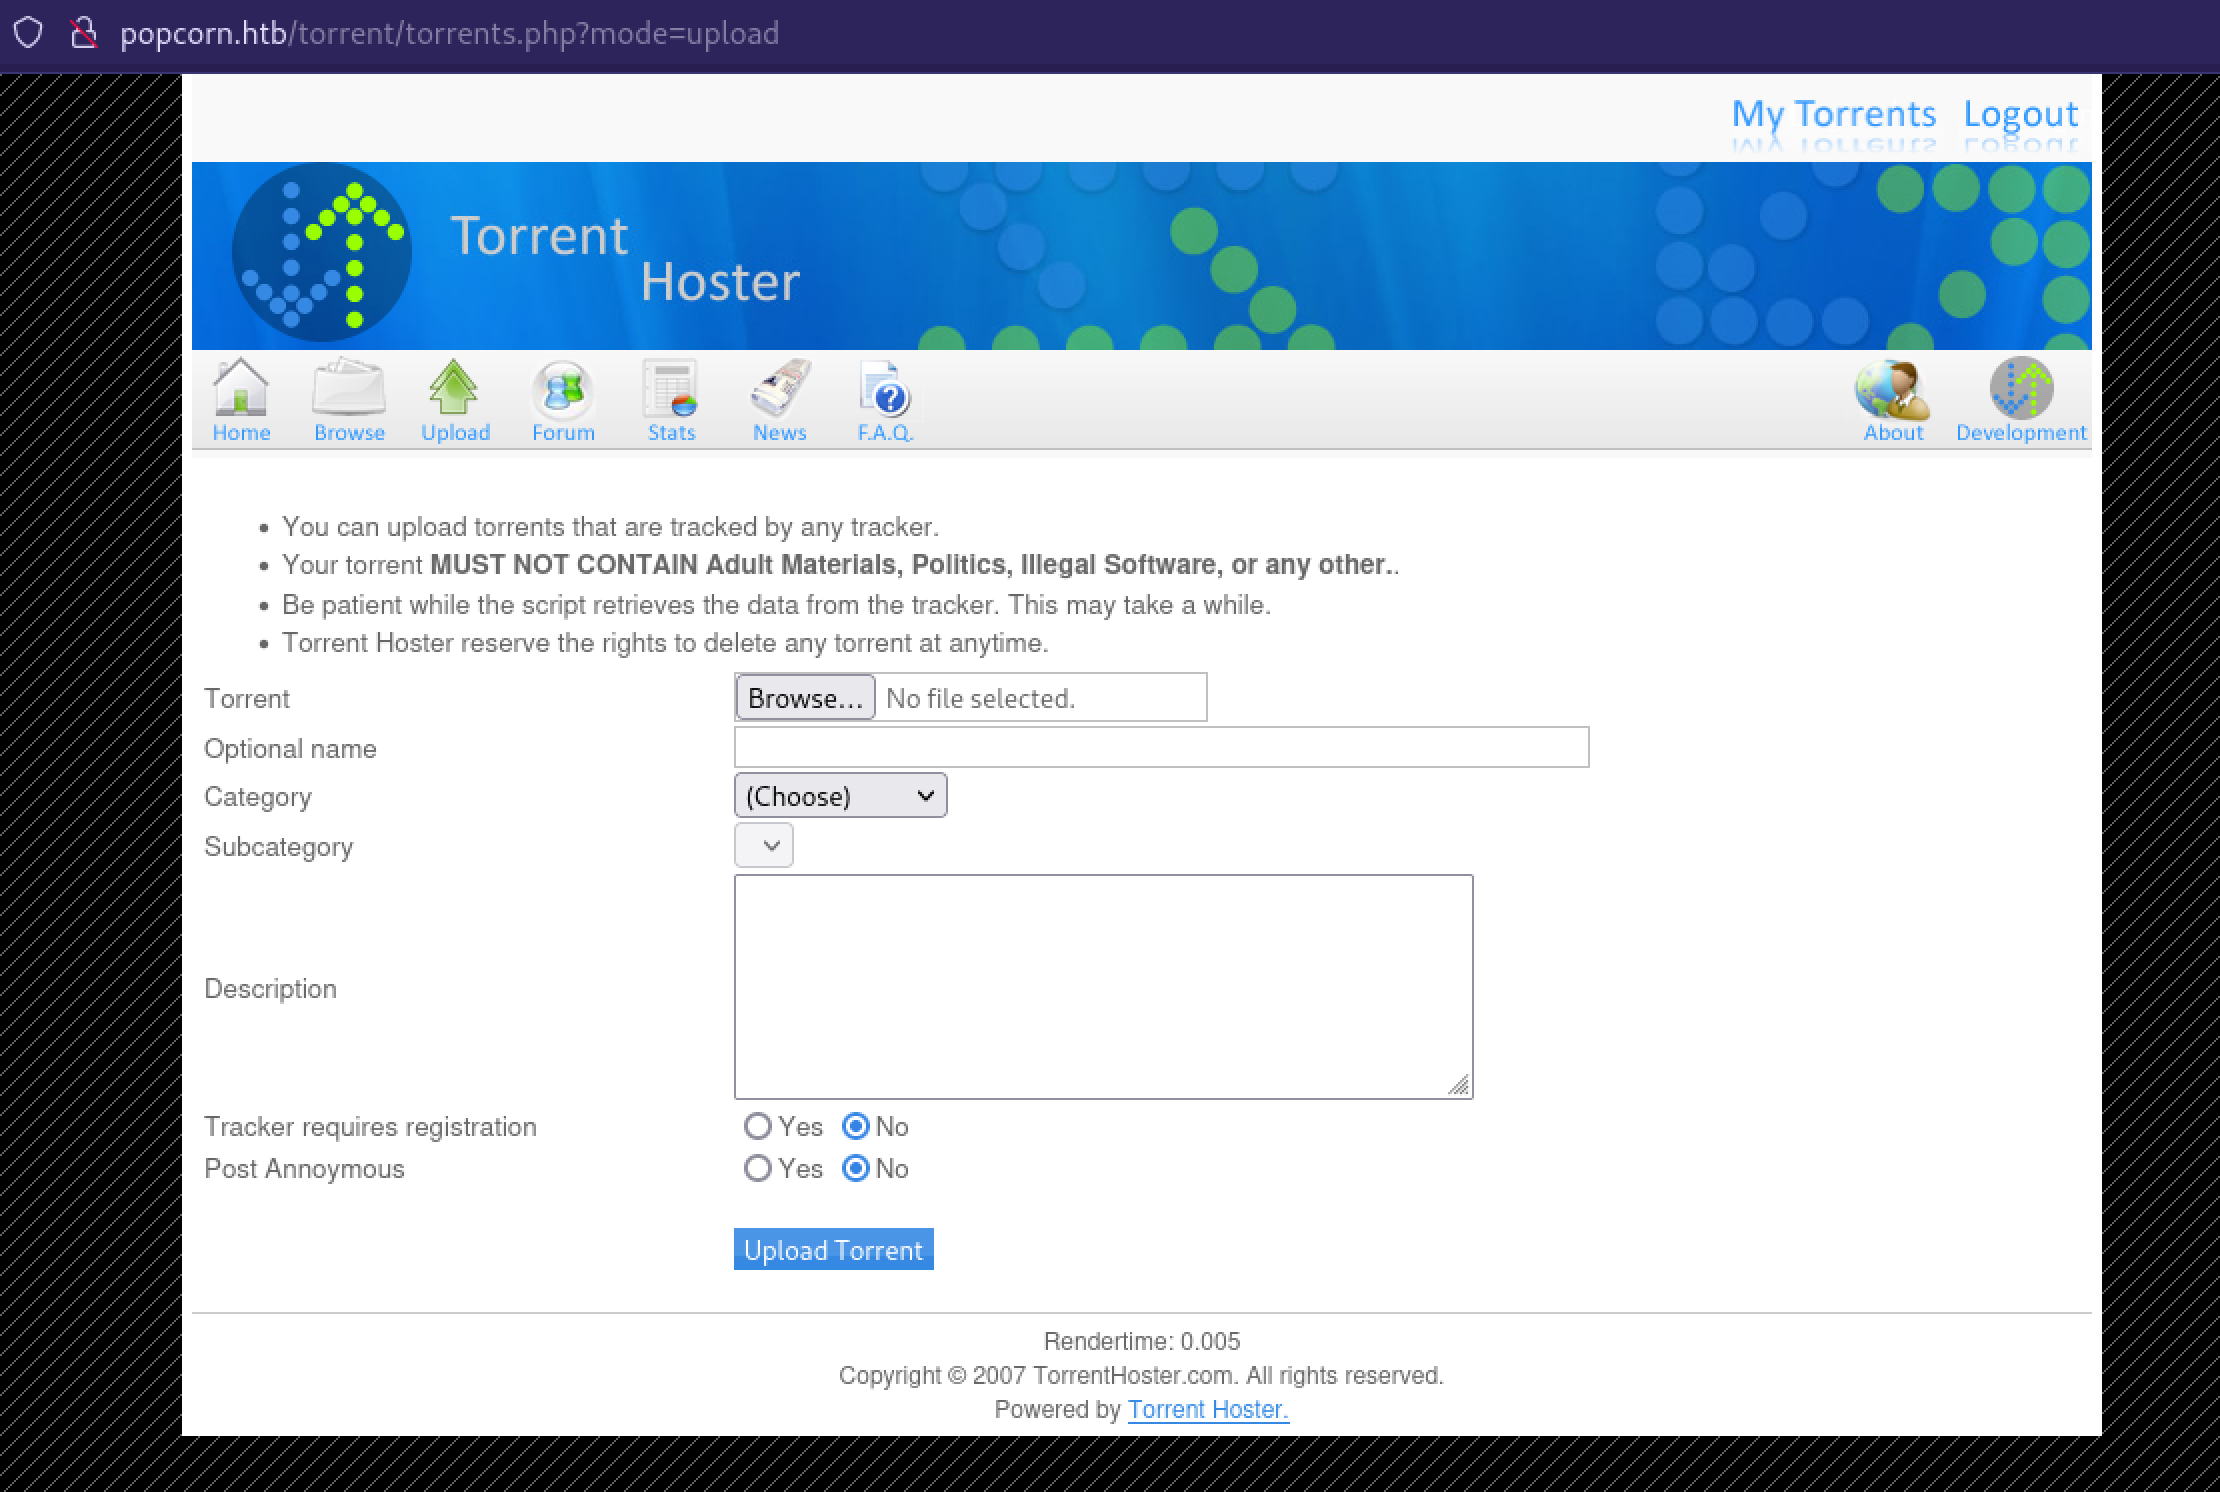 popcorn.htb/torrent/torrents.php?mode=upload
My Torrents Logout
Torrent
Hoster
Home Browse Upload Forum Stats News F.A.Q. About Development
You can upload torrents that are tracked by any tracker.
Your torrent MUST NOT CONTAIN Adult Materials, Politics, Illegal Software, or any other..
Be patient while the script retrieves the data from the tracker. This may take a while.
Torrent Hoster reserve the rights to delete any torrent at anytime.
Torrent Browse... No file selected.
Optional name
Category (Choose)
Subcategory
Description
Tracker requires registration Yes No
Post Annoymous Yes No
Upload Torrent
Rendertime: 0.005
Copyright © 2007 TorrentHoster.com. All rights reserved.
Powered by Torrent Hoster.